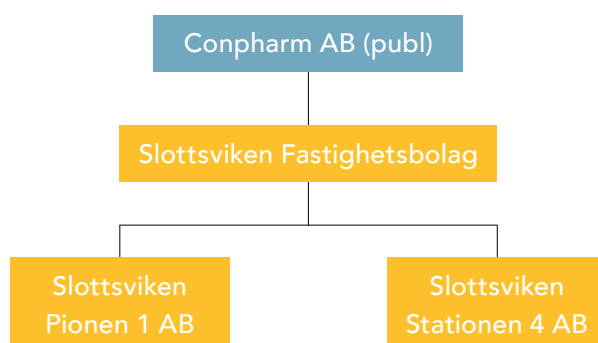 Conpharm AB (publ)
Slottsviken Fastighetsbolag
Slottsviken
Pionen 1 AB
Slottsviken
Stationen 4 AB